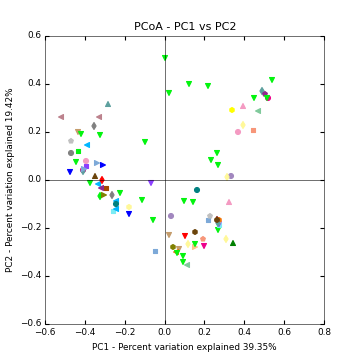 PCoA - PC1 vs PC2
0.6
0.4
0.2
0.0
−0.2
−0.4
−0.6
PC2 - Percent variation explained 19.42%
−0.6 −0.4 −0.2 0.0 0.2 0.4 0.6 0.8
PC1 - Percent variation explained 39.35%